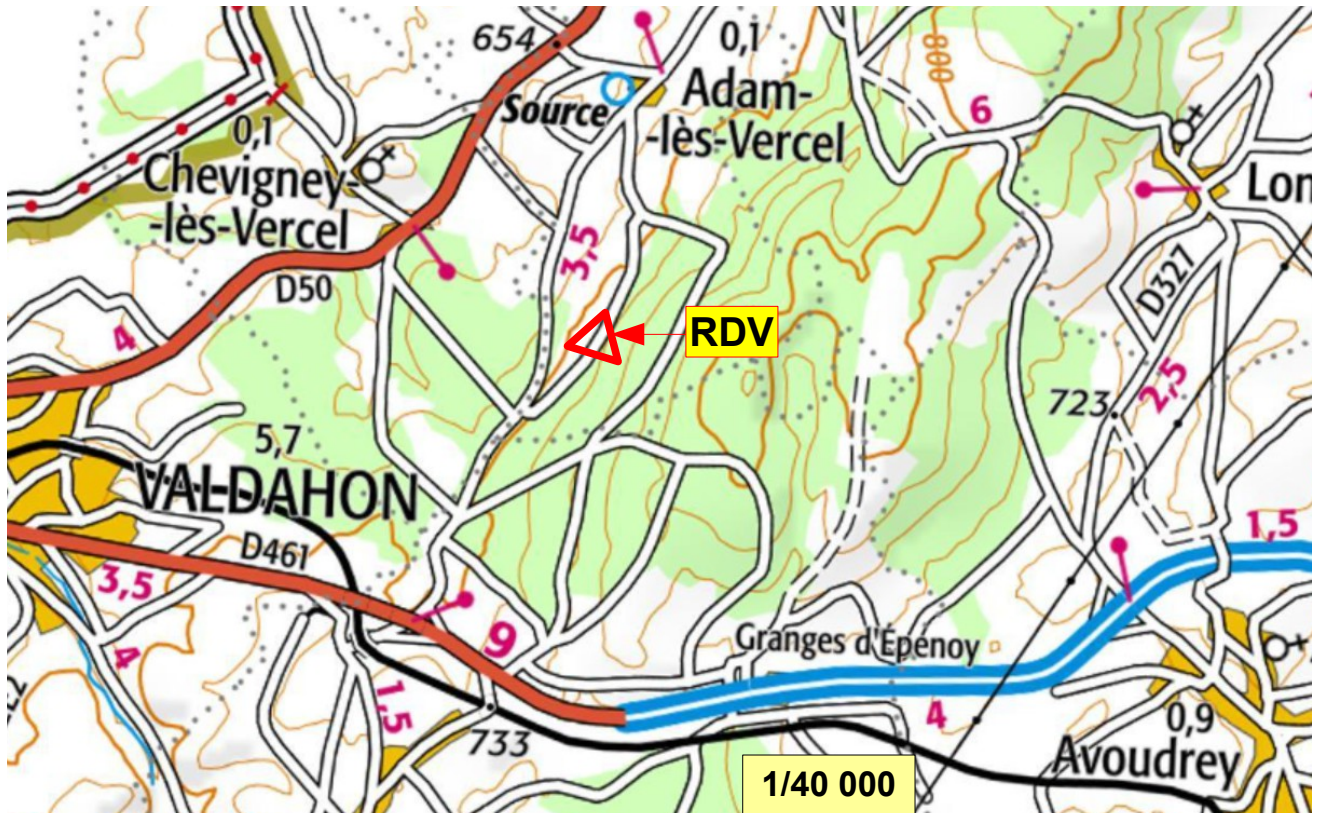 654
0,1
Adam-
-lès-Vercel
Source
800
6
0,1
Chevigney-
-lès-Vercel
Lon
3,5
D50
D327
4
RDV
2,5
723
5,7
VALDAHON
D461
1,5
3,5
9
4
Granges d'Épenoy
1,5
4
0,9
733
Avoudrey
1/40 000